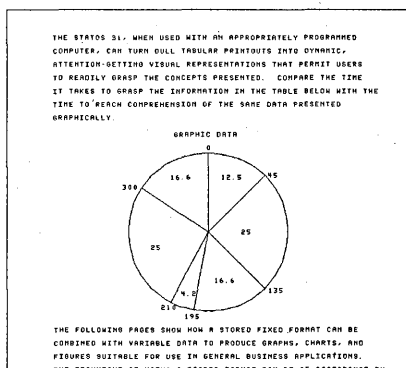 THE STATOS 31, WHEN USED WITH AN APPROPRIATELY PROGRAMMED
COMPUTER, CAN TURN DULL TABULAR PRINTOUTS INTO DYNAMIC,
ATTENTION-GETTING VISUAL REPRESENTATIONS THAT PERMIT USERS
TO READILY GRASP THE CONCEPTS PRESENTED. COMPARE THE TIME
IT TAKES TO GRASP THE INFORMATION IN THE TABLE BELOW WITH THE
TIME TO REACH COMPREHENSION OF THE SAME DATA PRESENTED
GRAPHICALLY.
GRAPHIC DATA
0
16.6 12.5 45
300
25 25
4.2 16.6 135
210
195
THE FOLLOWING PAGES SHOW HOW A STORED FIXED FORMAT CAN BE
COMBINED WITH VARIABLE DATA TO PRODUCE GRAPHS, CHARTS, AND
FIGURES SUITABLE FOR USE IN GENERAL BUSINESS APPLICATIONS.